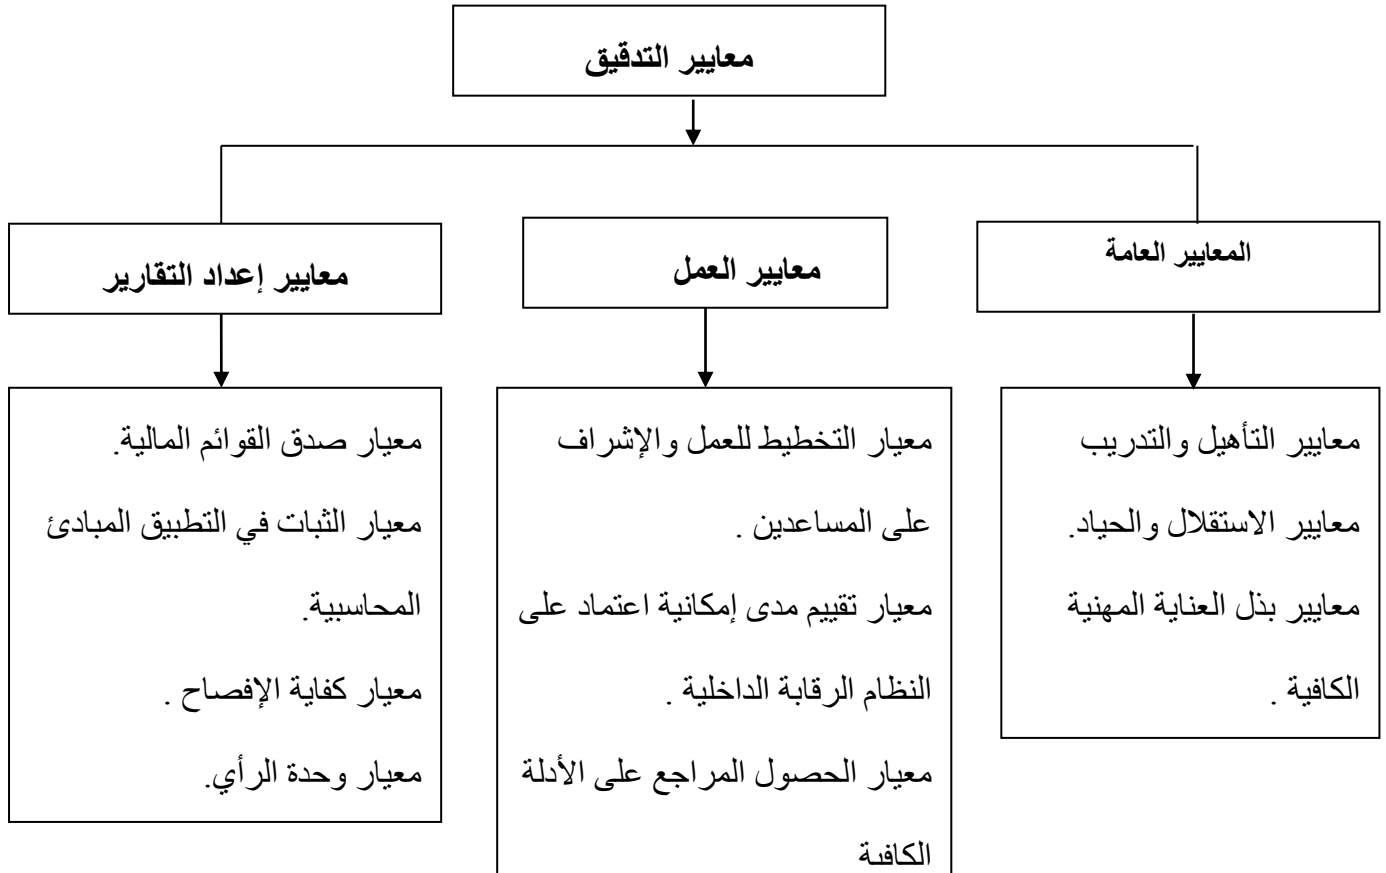 معايير التدقيق
المعايير العامة
معايير العمل
معايير إعداد التقارير
معايير التأهيل والتدريب
معايير الاستقلال والحياد.
معايير بذل العناية المهنية
الكافية .
معيار التخطيط للعمل والإشراف
على المساعدين .
معيار تقييم مدى إمكانية اعتماد على
النظام الرقابة الداخلية .
معيار الحصول المراجع على الأدلة
الكافية
معيار صدق القوائم المالية.
معيار الثبات في التطبيق المبادئ
المحاسبية.
معيار كفاية الإفصاح .
معيار وحدة الرأي.